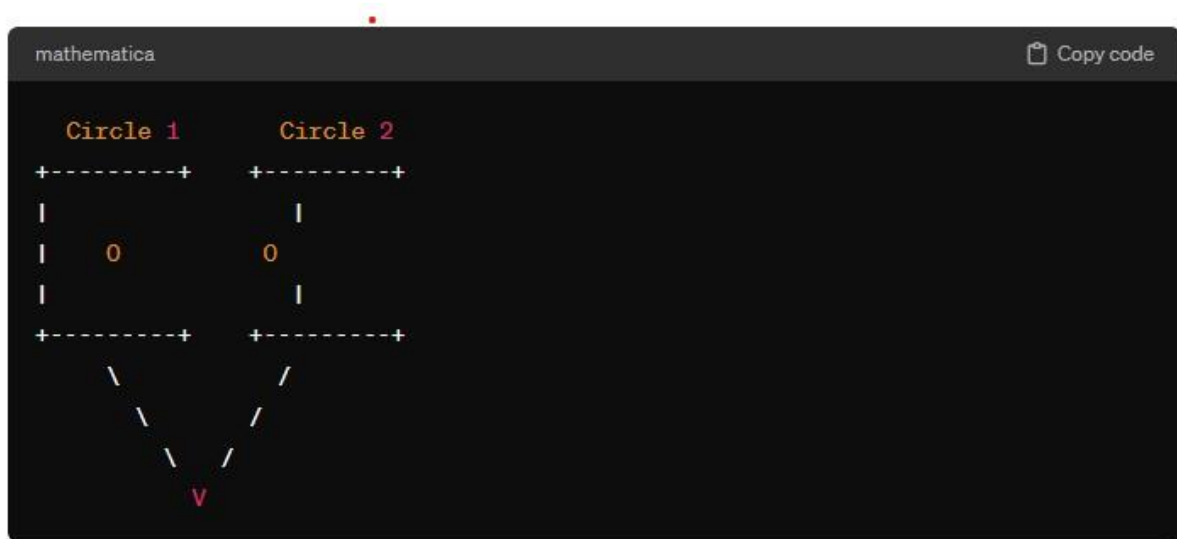 mathematica Copy code
Circle 1 Circle 2
+---------+ +---------+
| |
| O O
| |
+---------+ +---------+
\ /
\ /
\ /
V